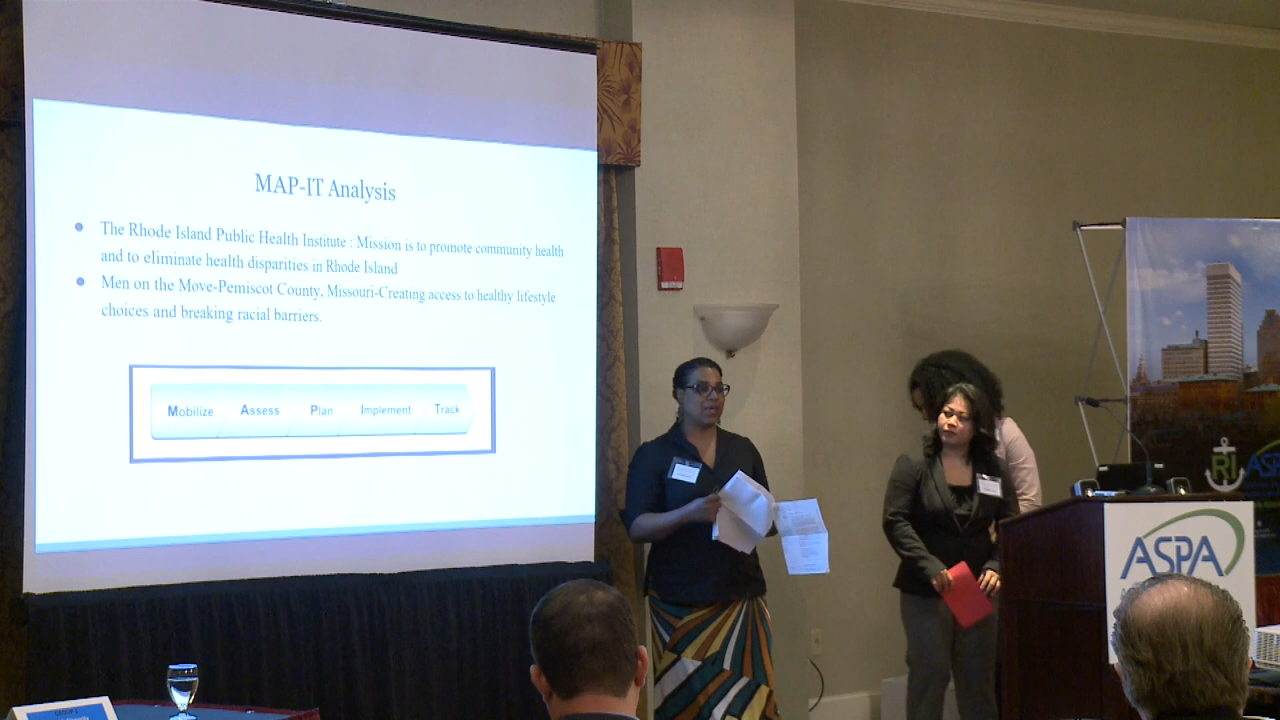 MAP-IT Analysis
The Rhode Island Public Health Institute : Mission is to promote community health
and to eliminate health disparities in Rhode Island
Men on the Move-Pemiscot County, Missouri-Creating access to healthy lifestyle
choices and breaking racial barriers.
Mobilize Assess Plan Implement Track
RI ASP
ASPA